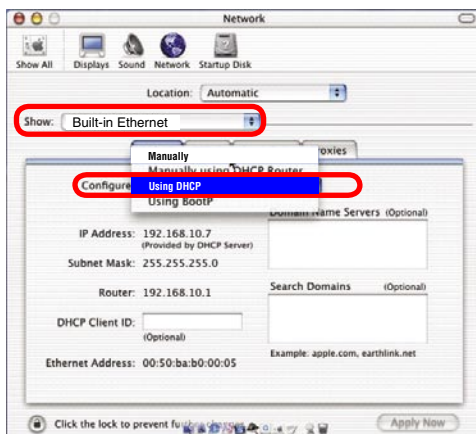 Network
Show All Displays Sound Network Startup Disk
Location: Automatic
Show: Built-in Ethernet
Manually
Manually using DHCP Router
Using DHCP
Using BootP
Configure
Domain Name Servers (Optional)
IP Address: 192.168.10.7
(Provided by DHCP Server)
Subnet Mask: 255.255.255.0
Router: 192.168.10.1
Search Domains (Optional)
DHCP Client ID:
(Optional)
Ethernet Address: 00:50:ba:b0:00:05
Example: apple.com, earthlink.net
Click the lock to prevent
Apply Now